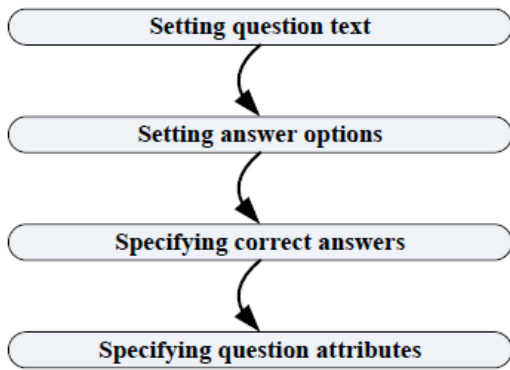 Setting question text
Setting answer options
Specifying correct answers
Specifying question attributes